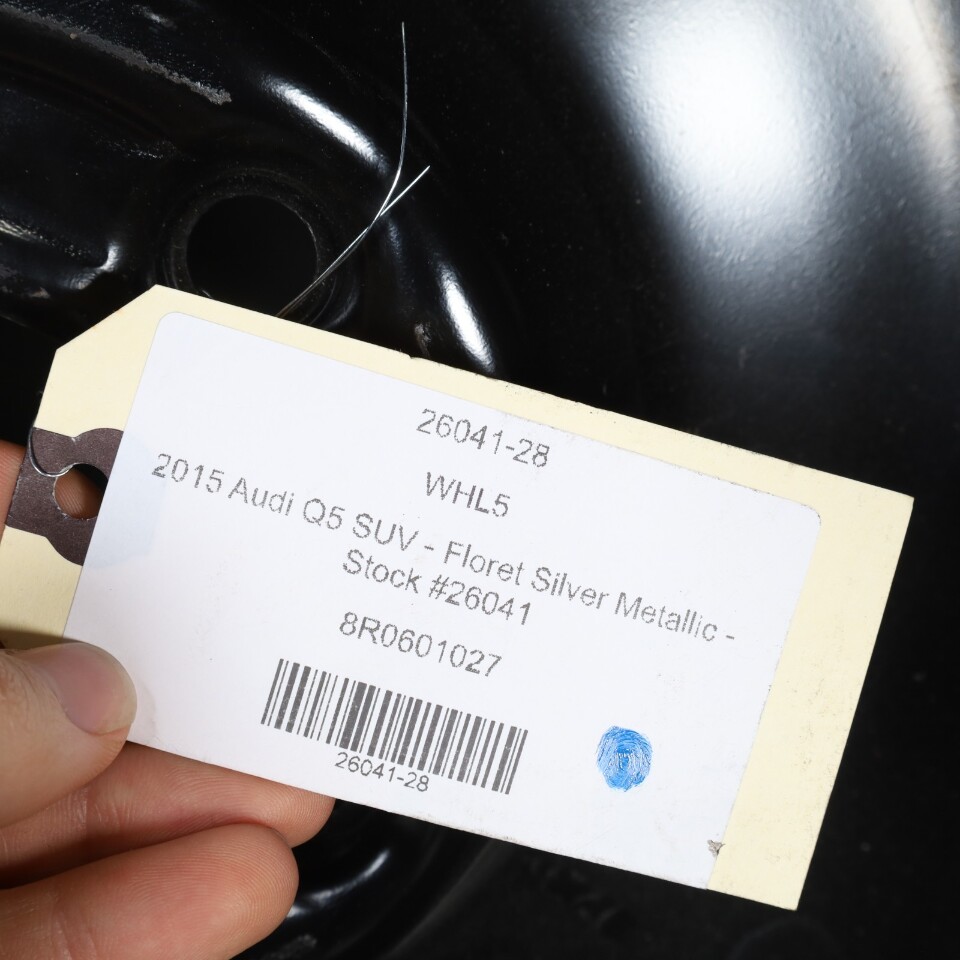 26041-28
WHL5
2015 Audi Q5 SUV - Floret Silver Metallic -
Stock #26041
8R0601027
26041-28